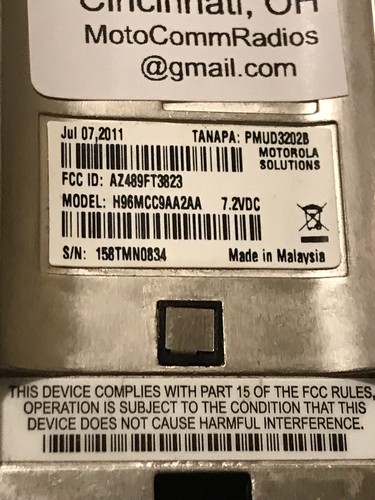 Cincinnati, OH
MotoCommRadios
@gmail.com
Jul 07,2011 TANAPA: PMUD3202B
MOTOROLA
SOLUTIONS
FCC ID: AZ489FT3823
MODEL: H96MCC9AA2AA 7.2VDC
S/N: 158TMN0834 Made in Malaysia
THIS DEVICE COMPLIES WITH PART 15 OF THE FCC RULES,
OPERATION IS SUBJECT TO THE CONDITION THAT THIS
DEVICE DOES NOT CAUSE HARMFUL INTERFERENCE.